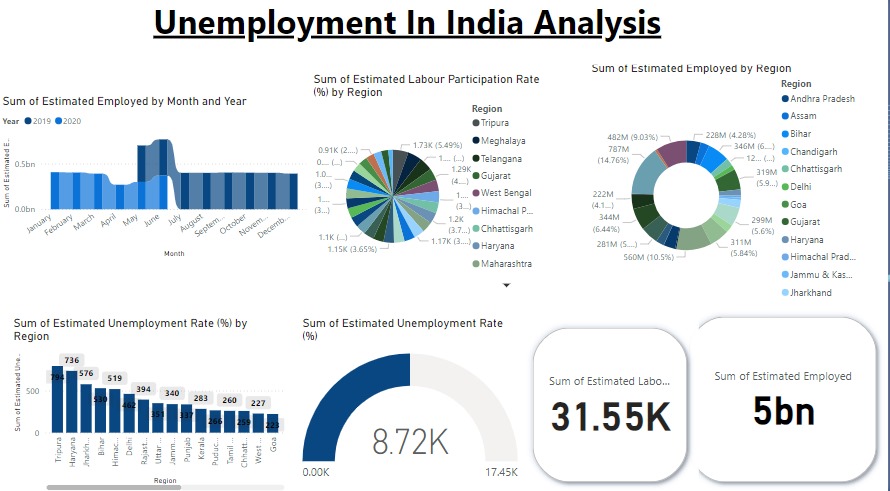 Unemployment In India Analysis
Sum of Estimated Employed by Month and Year
Year 2019 2020
Sum of Estimated E...
0.5bn
0.0bn
January
February
March
April
May
June
July
August
Septem...
October
Novem...
Decemb...
Month
Sum of Estimated Labour Participation Rate
(%) by Region
0.91K (2....)
0.... (...)
1.... (...)
1.0...
(3....)
1....
(3...)
1.1K (...)
1.15K (3.65%)
1.73K (5.49%)
1.... (...)
1.29K
(4....)
1.... (...)
1.2K
(3.7...)
1.... (...)
1.17K (3...)
Region
Tripura
Meghalaya
Telangana
Gujarat
West Bengal
Himachal P...
Chhattisgarh
Haryana
Maharashtra
Sum of Estimated Employed by Region
482M (9.03%)
787M
(14.76%)
222M
(4.1...)
344M
(6.44%)
281M (5....)
560M (10.5%)
228M (4.28%)
346M (6....)
12... (...)
319M
(5.9...)
299M
(5.6%)
311M
(5.84%)
Region
Andhra Pradesh
Assam
Bihar
Chandigarh
Chhattisgarh
Delhi
Goa
Gujarat
Haryana
Himachal Prad...
Jammu & Kas...
Jharkhand
Sum of Estimated Unemployment Rate (%) by
Region
Sum of Estimated Une...
500
0
794
736
576
530
519
462
394
351
340
337
283
266
260
259
227
223
Tripura
Haryana
Jharkh...
Bihar
Himac...
Delhi
Rajast...
Uttar ...
Jamm...
Punjab
Kerala
Puduc...
Tamil ...
Chhatt...
West ...
Goa
Region
Sum of Estimated Unemployment Rate
(%)
8.72K
0.00K
17.45K
Sum of Estimated Labo...
31.55K
Sum of Estimated Employed
5bn